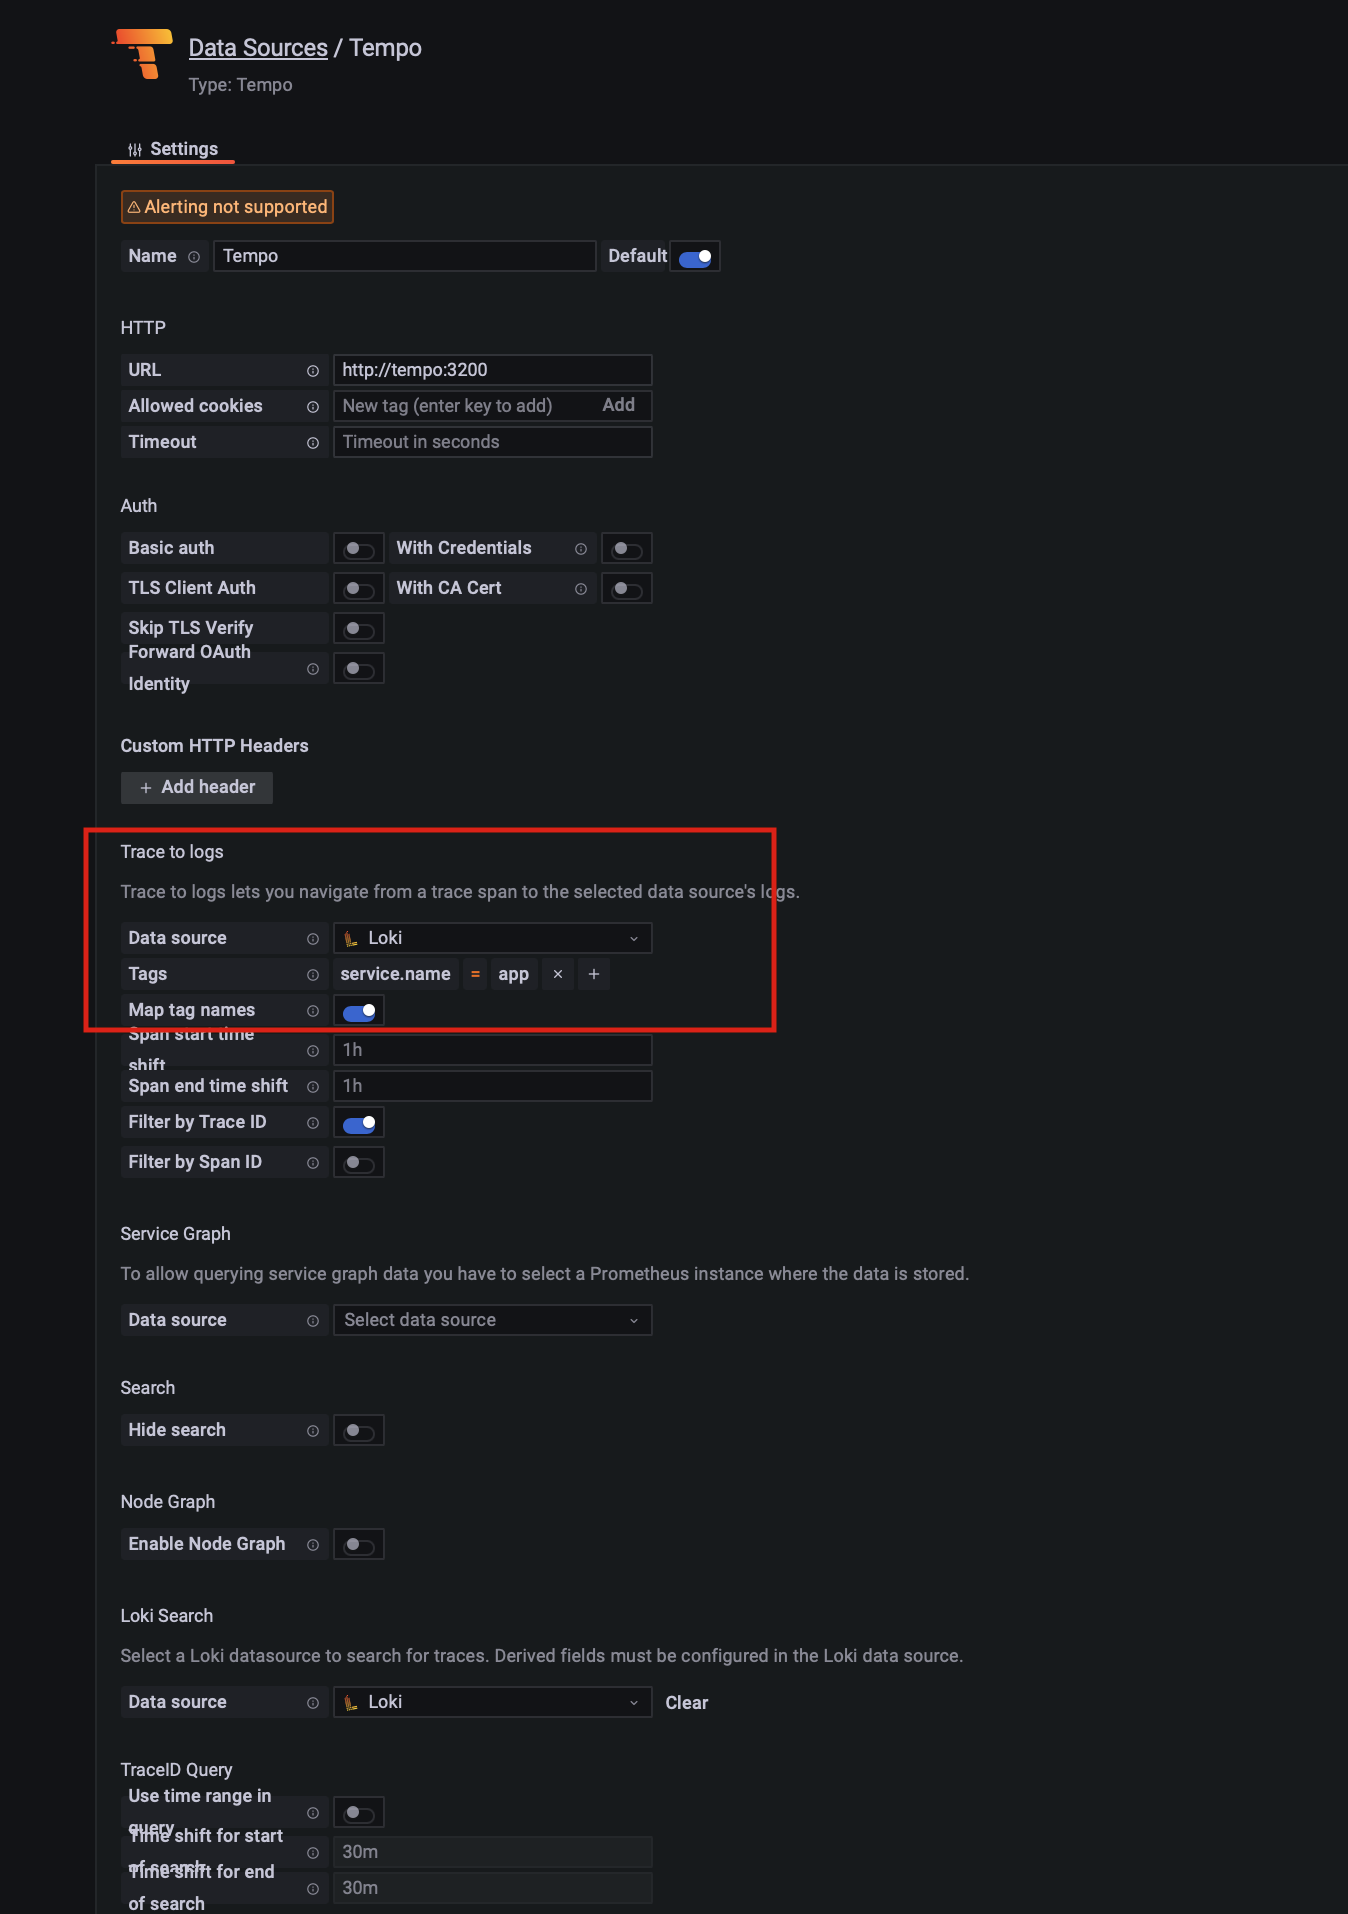 Data Sources / Tempo
Type: Tempo
Settings
Alerting not supported
Name Tempo Default
HTTP
URL http://tempo:3200
Allowed cookies New tag (enter key to add) Add
Timeout Timeout in seconds
Auth
Basic auth With Credentials
TLS Client Auth With CA Cert
Skip TLS Verify
Forward OAuth
Identity
Custom HTTP Headers
+ Add header
Trace to logs
Trace to logs lets you navigate from a trace span to the selected data source's logs.
Data source Loki
Tags service.name = app × +
Map tag names
Span start time
shift 1h
Span end time shift 1h
Filter by Trace ID
Filter by Span ID
Service Graph
To allow querying service graph data you have to select a Prometheus instance where the data is stored.
Data source Select data source
Search
Hide search
Node Graph
Enable Node Graph
Loki Search
Select a Loki datasource to search for traces. Derived fields must be configured in the Loki data source.
Data source Loki Clear
TraceID Query
Use time range in
query
Time shift for start
of search 30m
Time shift for end
of search 30m